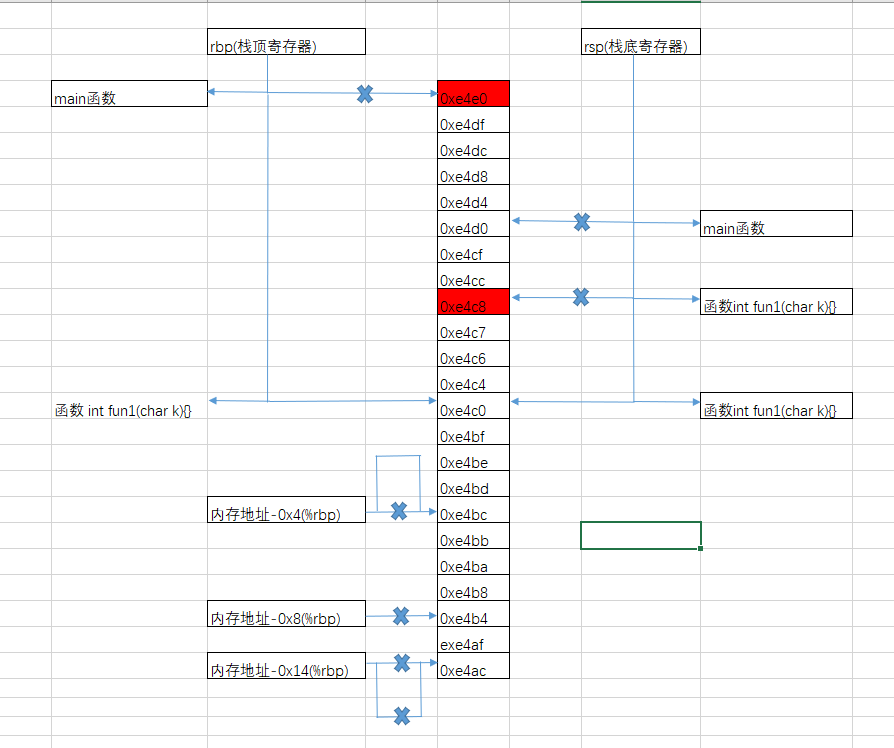 rbp(栈顶寄存器)
rsp(栈底寄存器)
main函数
0xe4e0
0xe4df
0xe4dc
0xe4d8
0xe4d4
0xe4d0
main函数
0xe4cf
0xe4cc
0xe4c8
函数int fun1(char k){}
0xe4c7
0xe4c6
0xe4c4
函数 int fun1(char k){}
0xe4c0
函数int fun1(char k){}
0xe4bf
0xe4be
0xe4bd
内存地址-0x4(%rbp)
0xe4bc
0xe4bb
0xe4ba
0xe4b8
内存地址-0x8(%rbp)
0xe4b4
exe4af
内存地址-0x14(%rbp)
0xe4ac